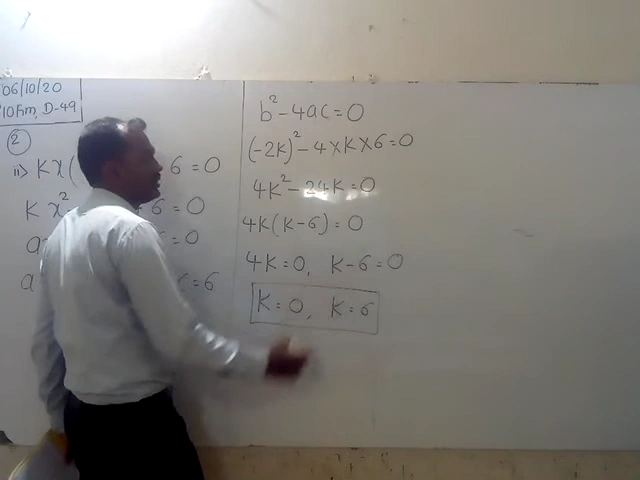 06/10/20
10Hm, D-49
2
ii) Kx( 6=0
Kx² +6=0
a =0
a c=6
b²-4ac=0
(-2K)²-4×K×6=0
4K²-24K=0
4K(K-6)=0
4K=0, K-6=0
K=0, K=6